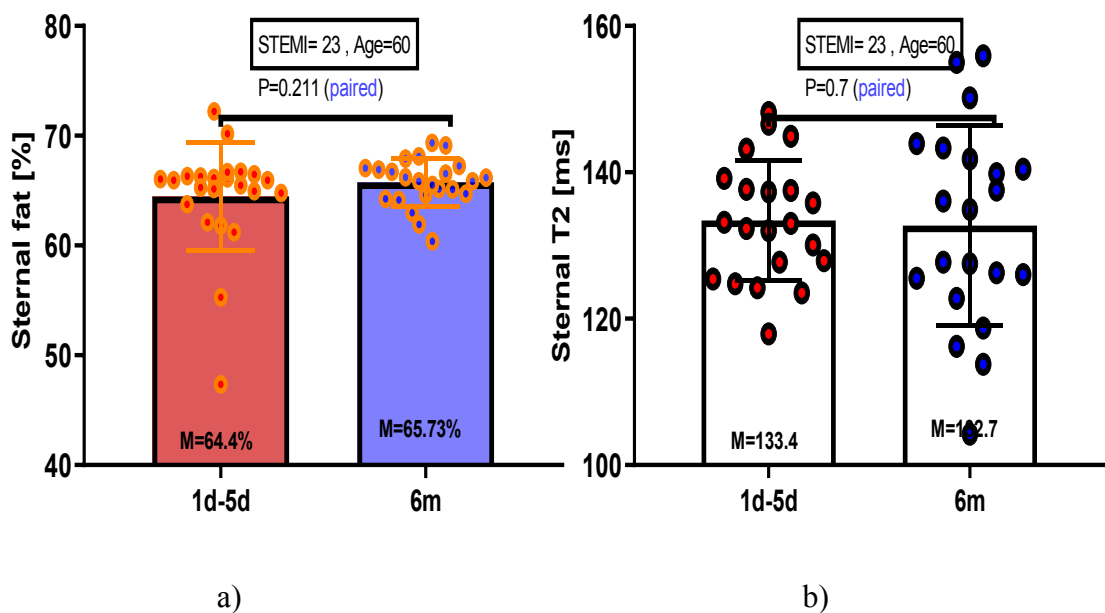 STEMI= 23 , Age=60
P=0.211 (paired)
Sternal fat [%]
80
70
60
50
40
M=64.4%
M=65.73%
1d-5d
6m
a)
STEMI= 23 , Age=60
P=0.7 (paired)
Sternal T2 [ms]
160
140
120
100
M=133.4
1d-5d
6m
b)